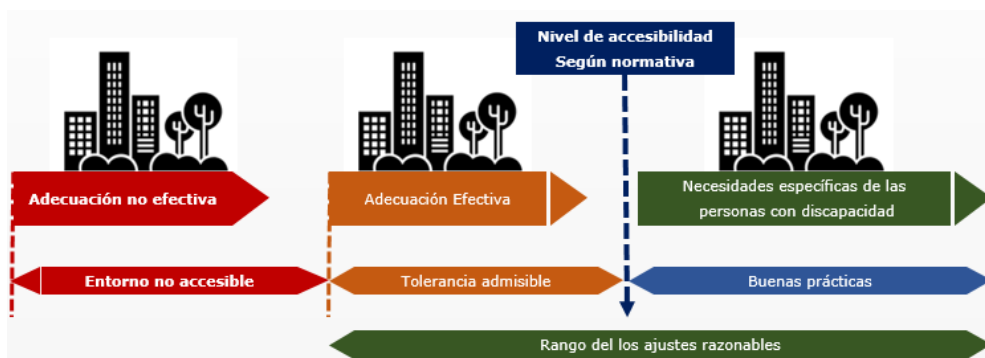 Nivel de accesibilidad
Según normativa
Adecuación no efectiva
Adecuación Efectiva
Necesidades específicas de las
personas con discapacidad
Entorno no accesible
Tolerancia admisible
Buenas prácticas
Rango del los ajustes razonables